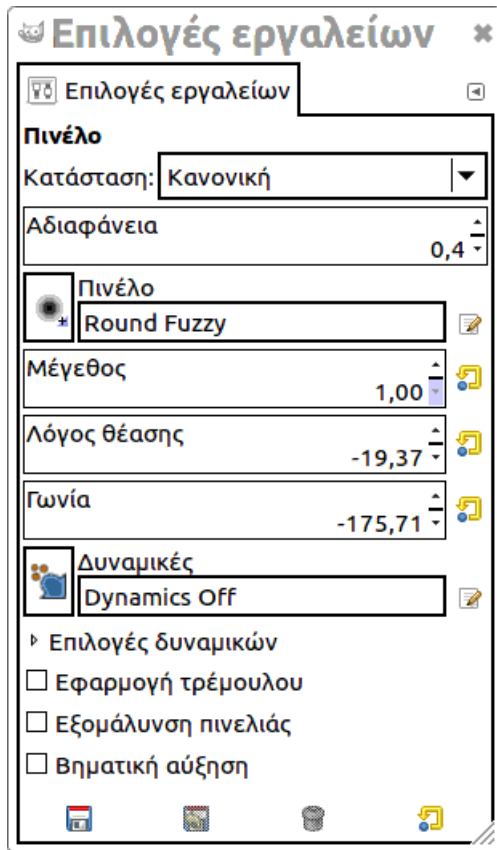 Επιλογές εργαλείων
Επιλογές εργαλείων
Πινέλο
Κατάσταση: Κανονική
Αδιαφάνεια
0,4
Πινέλο
Round Fuzzy
Μέγεθος
1,00
Λόγος θέασης
-19,37
Γωνία
-175,71
Δυναμικές
Dynamics Off
Επιλογές δυναμικών
Εφαρμογή τρέμουλου
Εξομάλυνση πινελιάς
Βηματική αύξηση